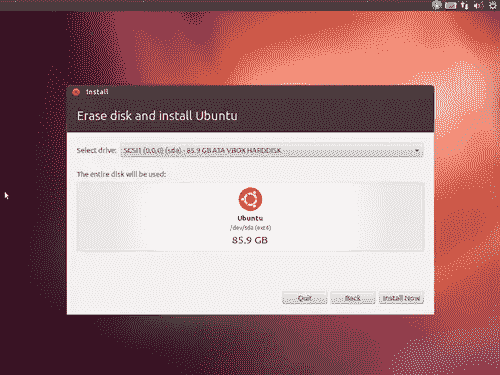 Install
Erase disk and install Ubuntu
Select drive: SCSI1 (0,0,0) (sda) - 85.9 GB ATA VBOX HARDDISK
The entire disk will be used:
Ubuntu
/dev/sda (ext4)
85.9 GB
Quit Back Install Now